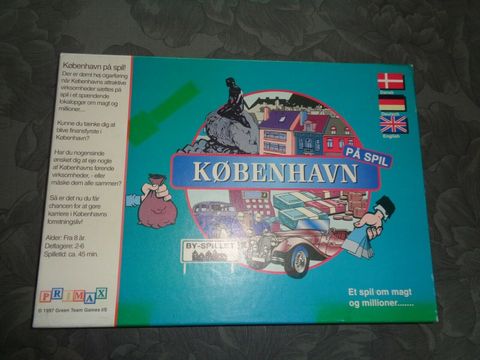 København på spil!
Der er dømt høj cigarføring
når Københavns attraktive
virksomheder sættes på
spil i et spændende
lokalopgør om magt og
millioner...
Kunne du tænke dig at
blive finansfyrste i
København?
Har du nogensinde
ønsket dig at eje nogle
af Københavns førende
virksomheder, - eller
måske dem alle sammen?
Så er det nu du får
chancen for at gøre
karriere i Københavns
forretningsliv!
Alder: Fra 8 år.
Deltagere: 2-6
Spilletid: ca. 45 min.
PRIMAX
© 1997 Green Team Games I/S
Dansk
Deutsch
English
PÅ SPIL
KØBENHAVN
BY-SPILLET
Et spil om magt
og millioner.......